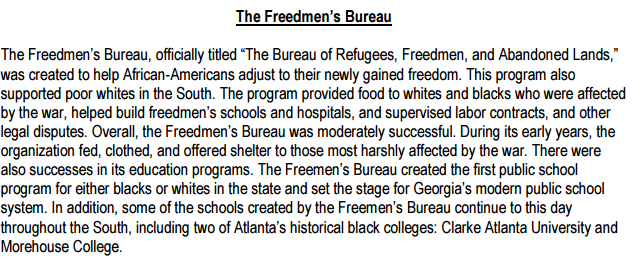 The Freedmen's Bureau
The Freedmen's Bureau, officially titled “The Bureau of Refugees, Freedmen, and Abandoned Lands,”
was created to help African-Americans adjust to their newly gained freedom. This program also
supported poor whites in the South. The program provided food to whites and blacks who were affected
by the war, helped build freedmen's schools and hospitals, and supervised labor contracts, and other
legal disputes. Overall, the Freedmen's Bureau was moderately successful. During its early years, the
organization fed, clothed, and offered shelter to those most harshly affected by the war. There were
also successes in its education programs. The Freemen's Bureau created the first public school
program for either blacks or whites in the state and set the stage for Georgia's modern public school
system. In addition, some of the schools created by the Freemen's Bureau continue to this day
throughout the South, including two of Atlanta's historical black colleges: Clarke Atlanta University and
Morehouse College.